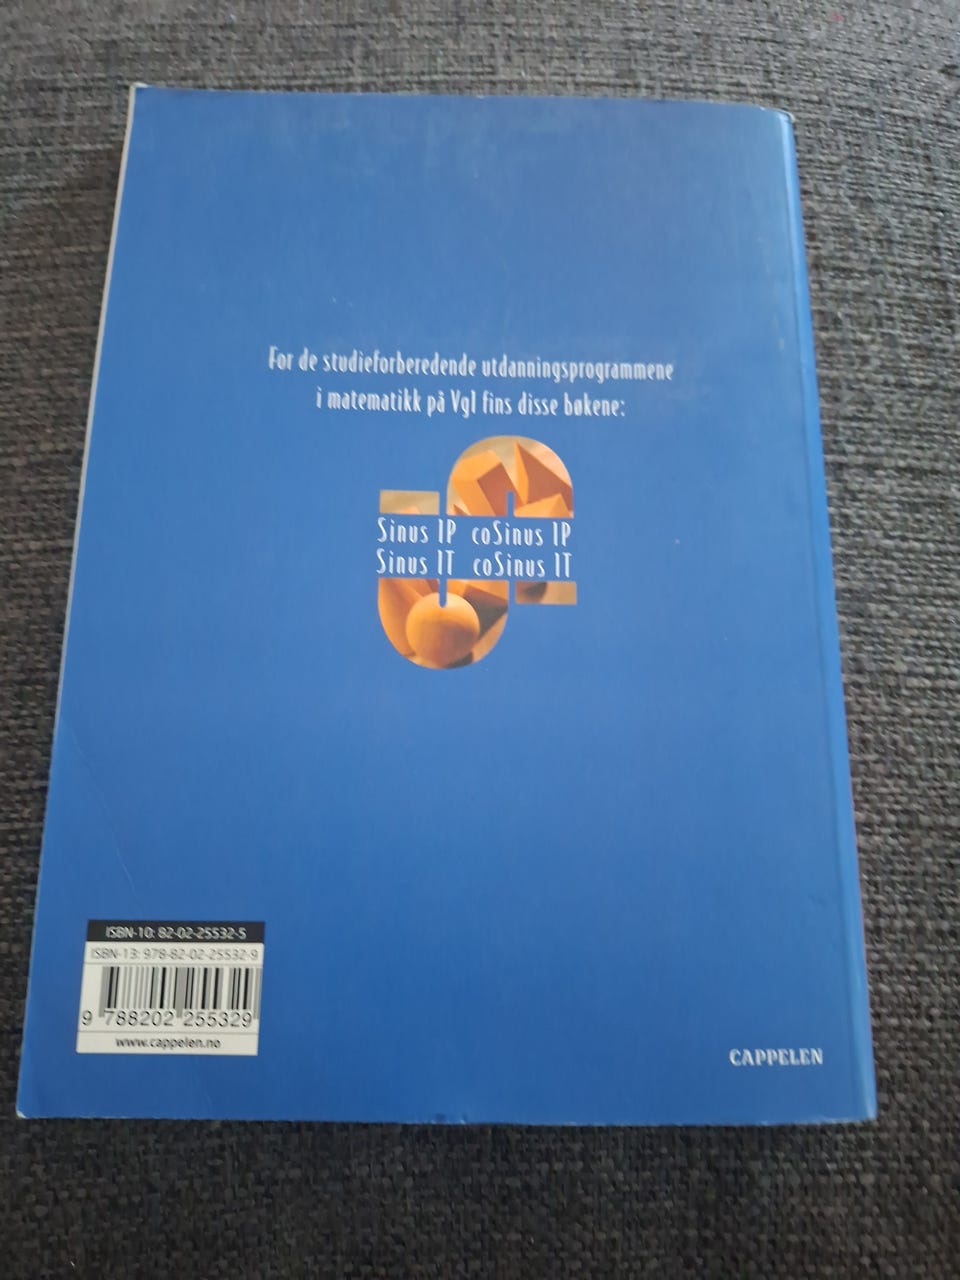 For de studieforberedende utdanningsprogrammene
i matematikk på Vg1 fins disse bøkene:
Sinus 1P coSinus 1P
Sinus 1T coSinus 1T
ISBN-10: 82-02-25532-5
ISBN-13: 978-82-02-25532-9
9 788202 255329
www.cappelen.no
CAPPELEN